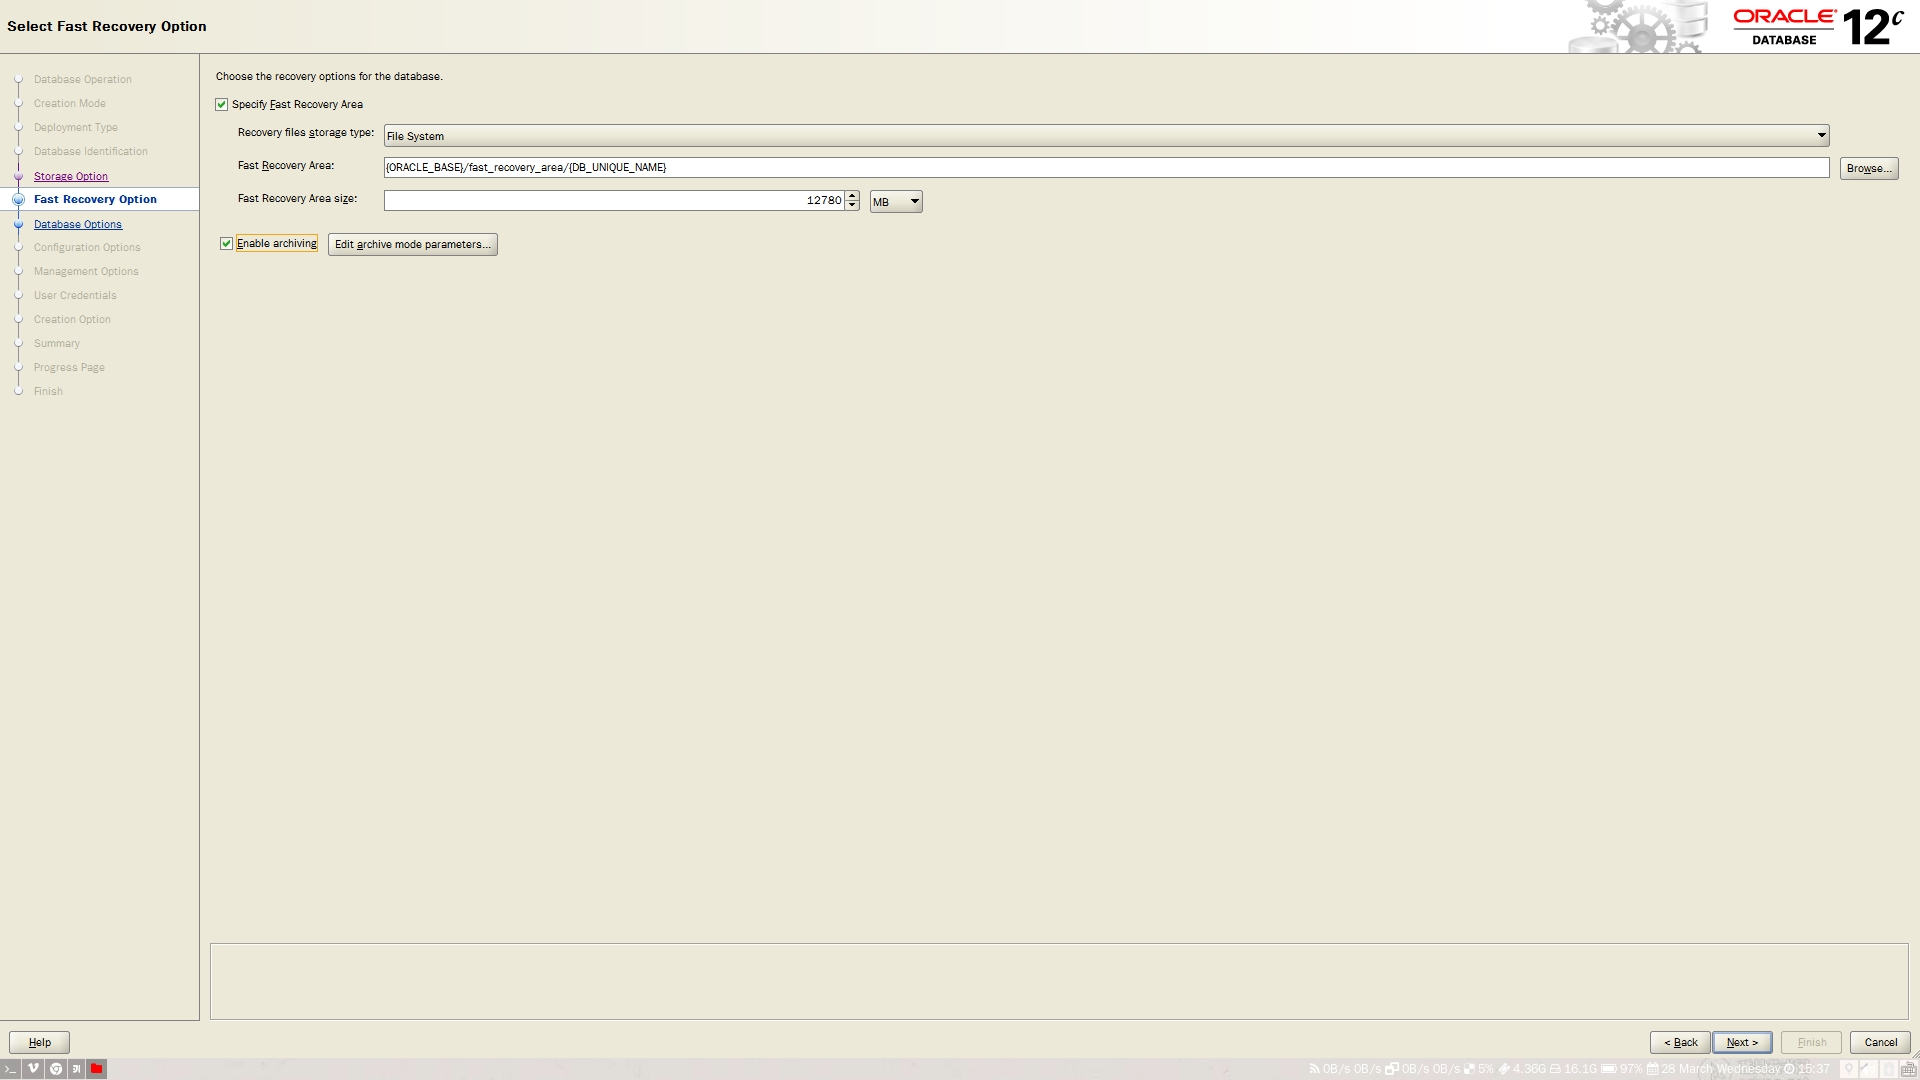 Select Fast Recovery Option
ORACLE
DATABASE
12c
Database Operation
Creation Mode
Deployment Type
Database Identification
Storage Option
Fast Recovery Option
Database Options
Configuration Options
Management Options
User Credentials
Creation Option
Summary
Progress Page
Finish
Choose the recovery options for the database.
Specify Fast Recovery Area
Recovery files storage type: File System
Fast Recovery Area: {ORACLE_BASE}/fast_recovery_area/{DB_UNIQUE_NAME} Browse...
Fast Recovery Area size: 12780 MB
Enable archiving Edit archive mode parameters...
Help < Back Next > Finish Cancel
0B/s 0B/s 0B/s 0B/s 5% 4.36G 16.1G 97% 28 March Wednesday 15:37